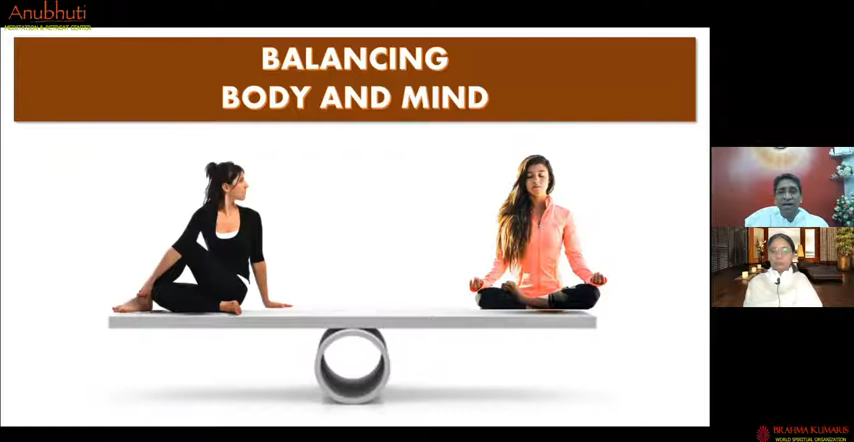 Anubhuti
MEDITATION & RETREAT CENTER
BALANCING
BODY AND MIND
BRAHMA KUMARIS
WORLD SPIRITUAL ORGANIZATION